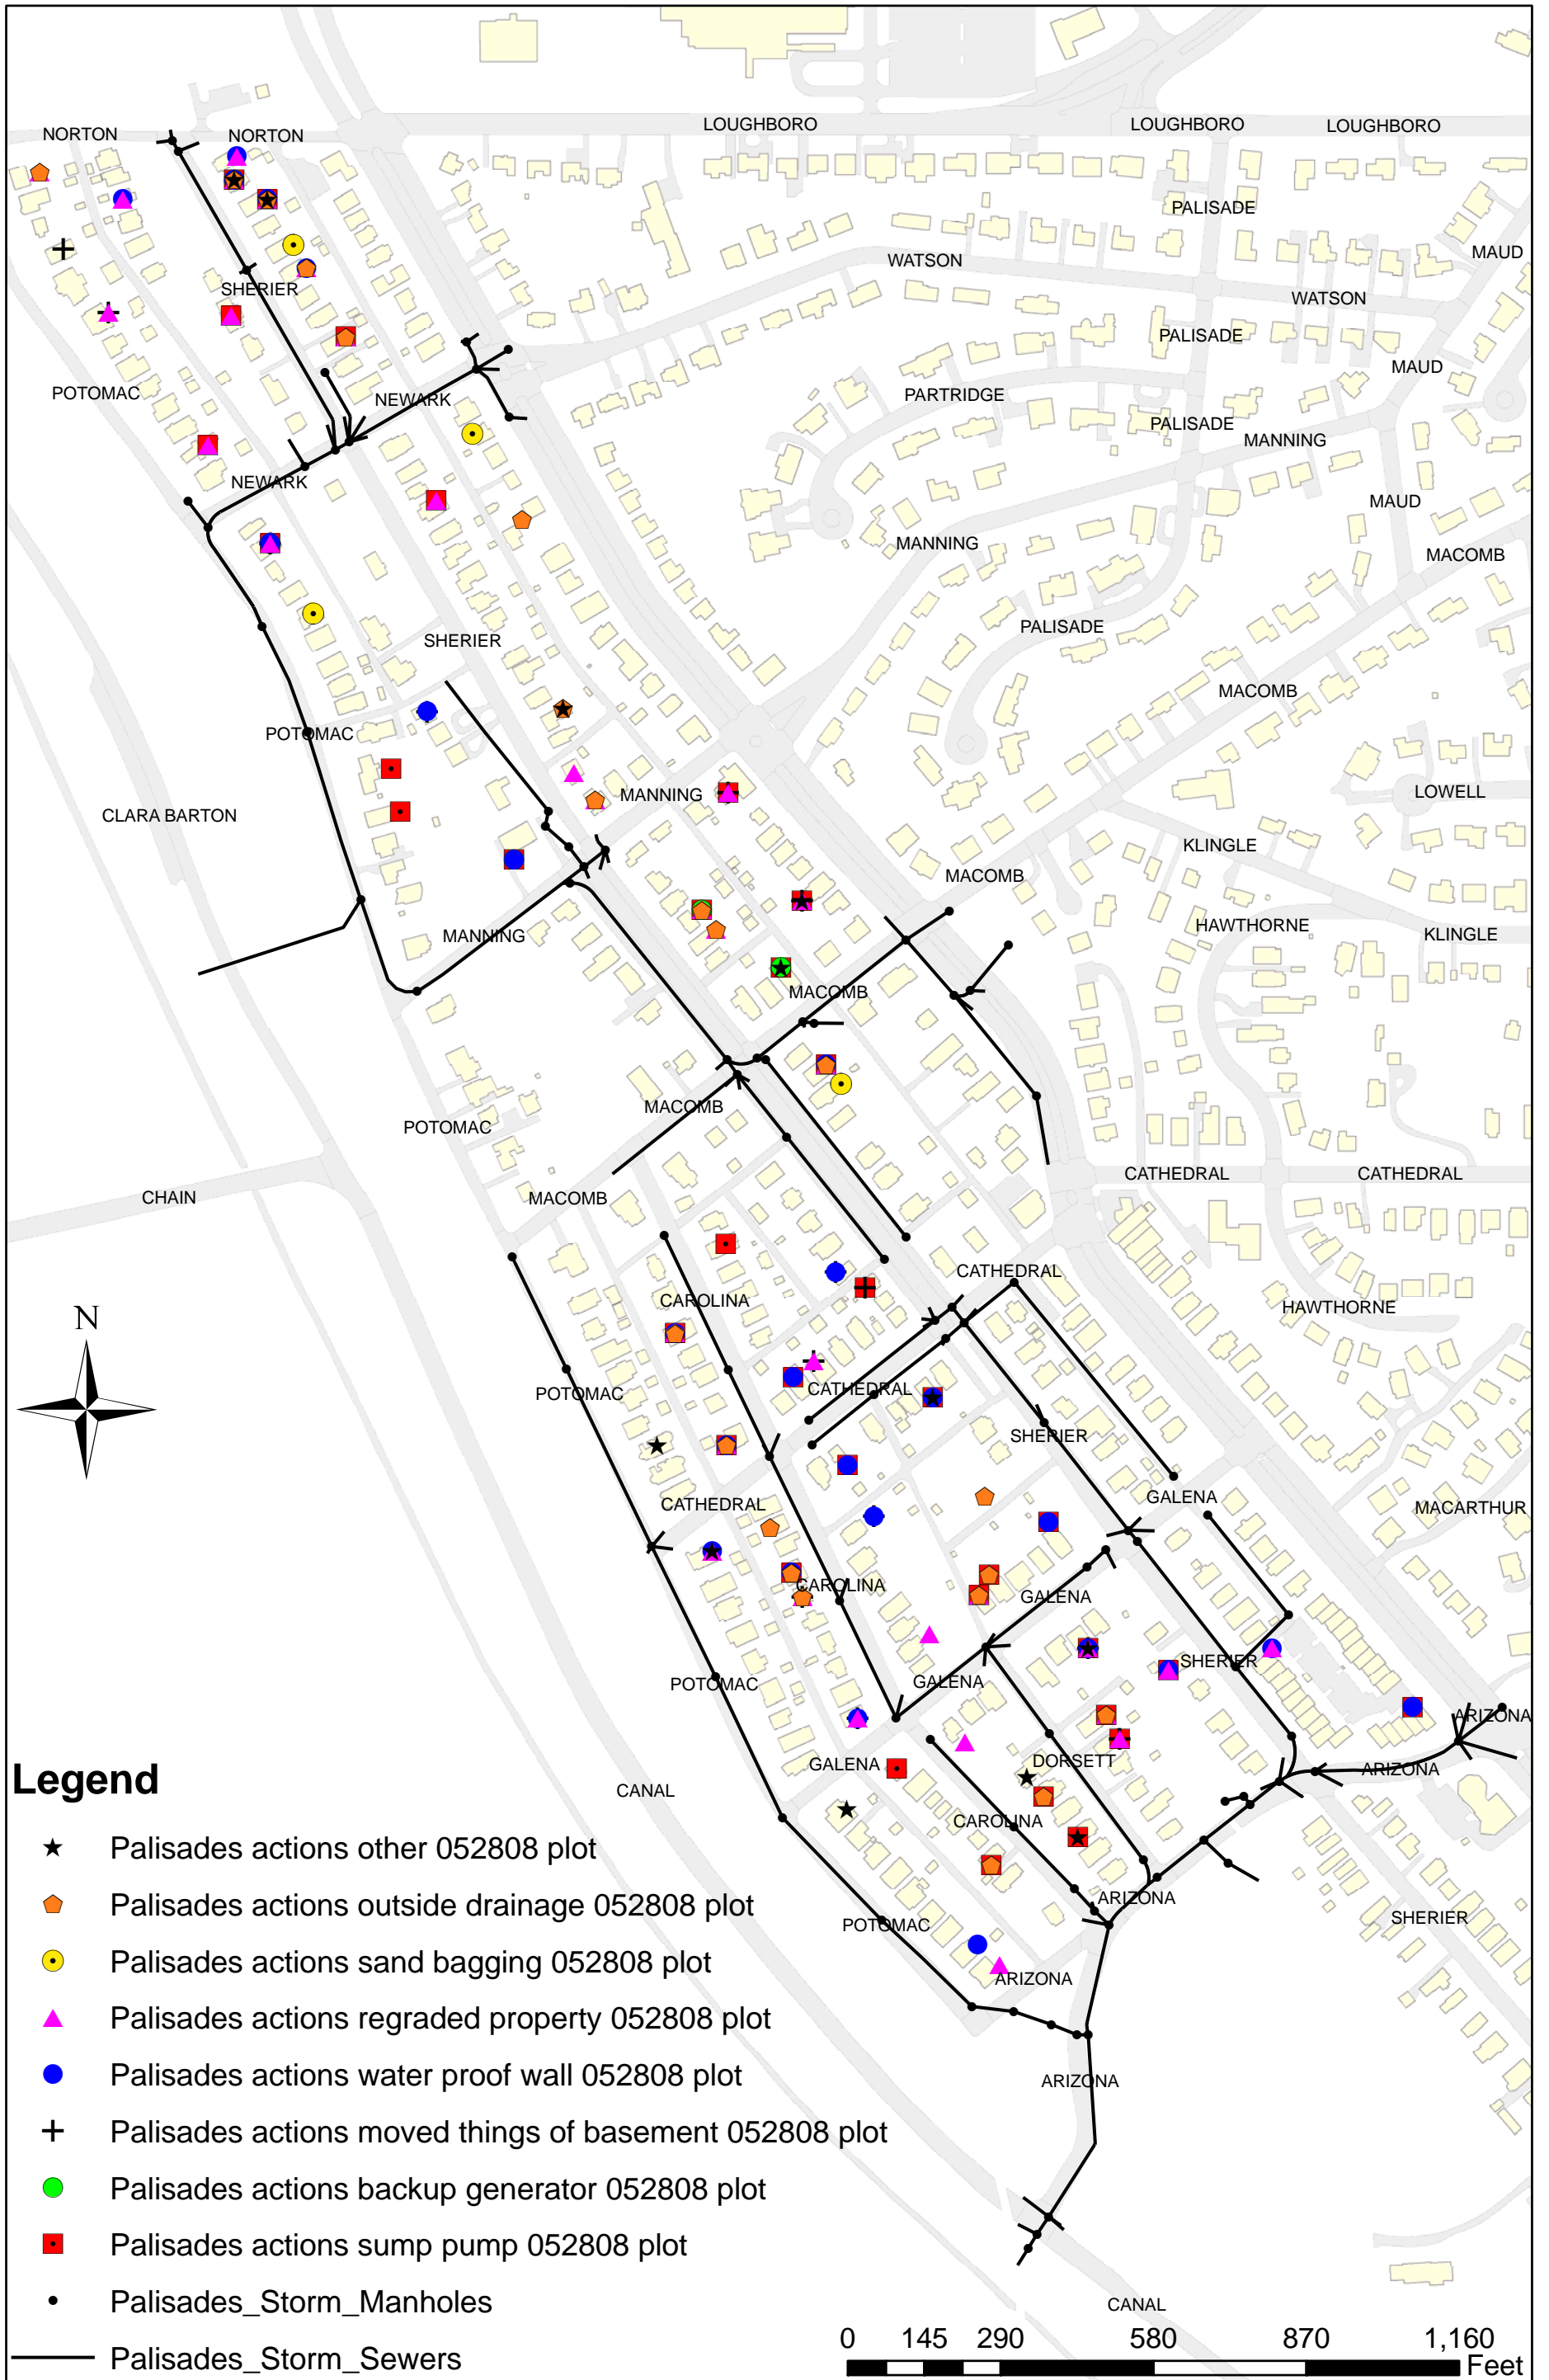 LOUGHBORO LOUGHBORO LOUGHBORO
NORTON NORTON
PALISADE
MAUD
WATSON
SHERIER
WATSON
PALISADE
MAUD
POTOMAC
PARTRIDGE
NEWARK
PALISADE
MANNING
NEWARK
MAUD
MANNING
MACOMB
PALISADE
SHERIER
MACOMB
POTOMAC
LOWELL
MANNING
CLARA BARTON
KLINGLE
MACOMB
HAWTHORNE
KLINGLE
MANNING
MACOMB
MACOMB
POTOMAC
CATHEDRAL CATHEDRAL
CHAIN
MACOMB
CATHEDRAL
N
CAROLINA
HAWTHORNE
CATHEDRAL
POTOMAC
SHERIER
GALENA
CATHEDRAL
MACARTHUR
CAROLINA
GALENA
SHERIER
GALENA
POTOMAC
ARIZONA
DORSETT
GALENA
ARIZONA
CANAL
CAROLINA
ARIZONA
SHERIER
POTOMAC
ARIZONA
ARIZONA
CANAL
Legend
Palisades actions other 052808 plot
Palisades actions outside drainage 052808 plot
Palisades actions sand bagging 052808 plot
Palisades actions regraded property 052808 plot
Palisades actions water proof wall 052808 plot
Palisades actions moved things of basement 052808 plot
Palisades actions backup generator 052808 plot
Palisades actions sump pump 052808 plot
Palisades_Storm_Manholes
Palisades_Storm_Sewers
0 145 290 580 870 1,160
Feet